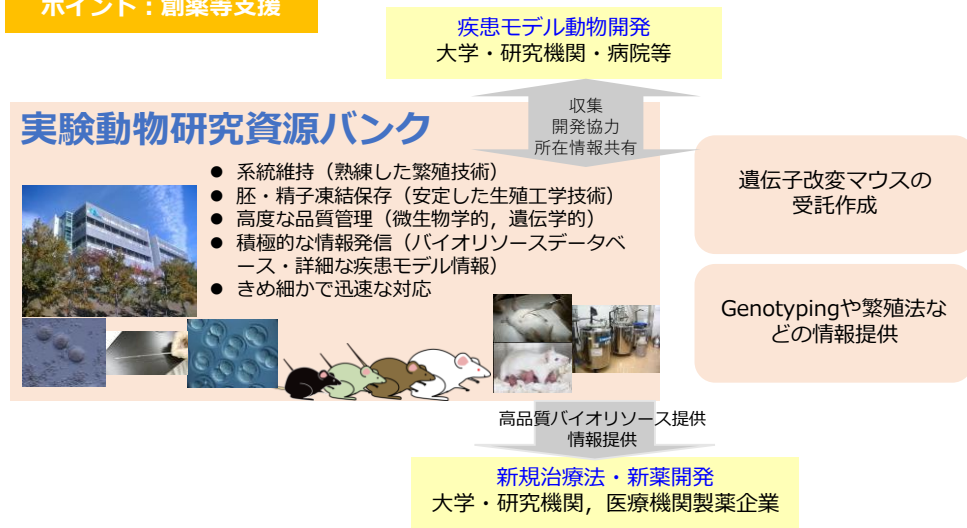 ポイント：創薬等支援
疾患モデル動物開発
大学・研究機関・病院等
収集
開発協力
所在情報共有
実験動物研究資源バンク
● 系統維持（熟練した繁殖技術）
● 胚・精子凍結保存（安定した生殖工学技術）
● 高度な品質管理（微生物学的，遺伝学的）
● 積極的な情報発信（バイオリソースデータベ
ース・詳細な疾患モデル情報）
● きめ細かで迅速な対応
遺伝子改変マウスの
受託作成
Genotypingや繁殖法な
どの情報提供
高品質バイオリソース提供
情報提供
新規治療法・新薬開発
大学・研究機関，医療機関製薬企業